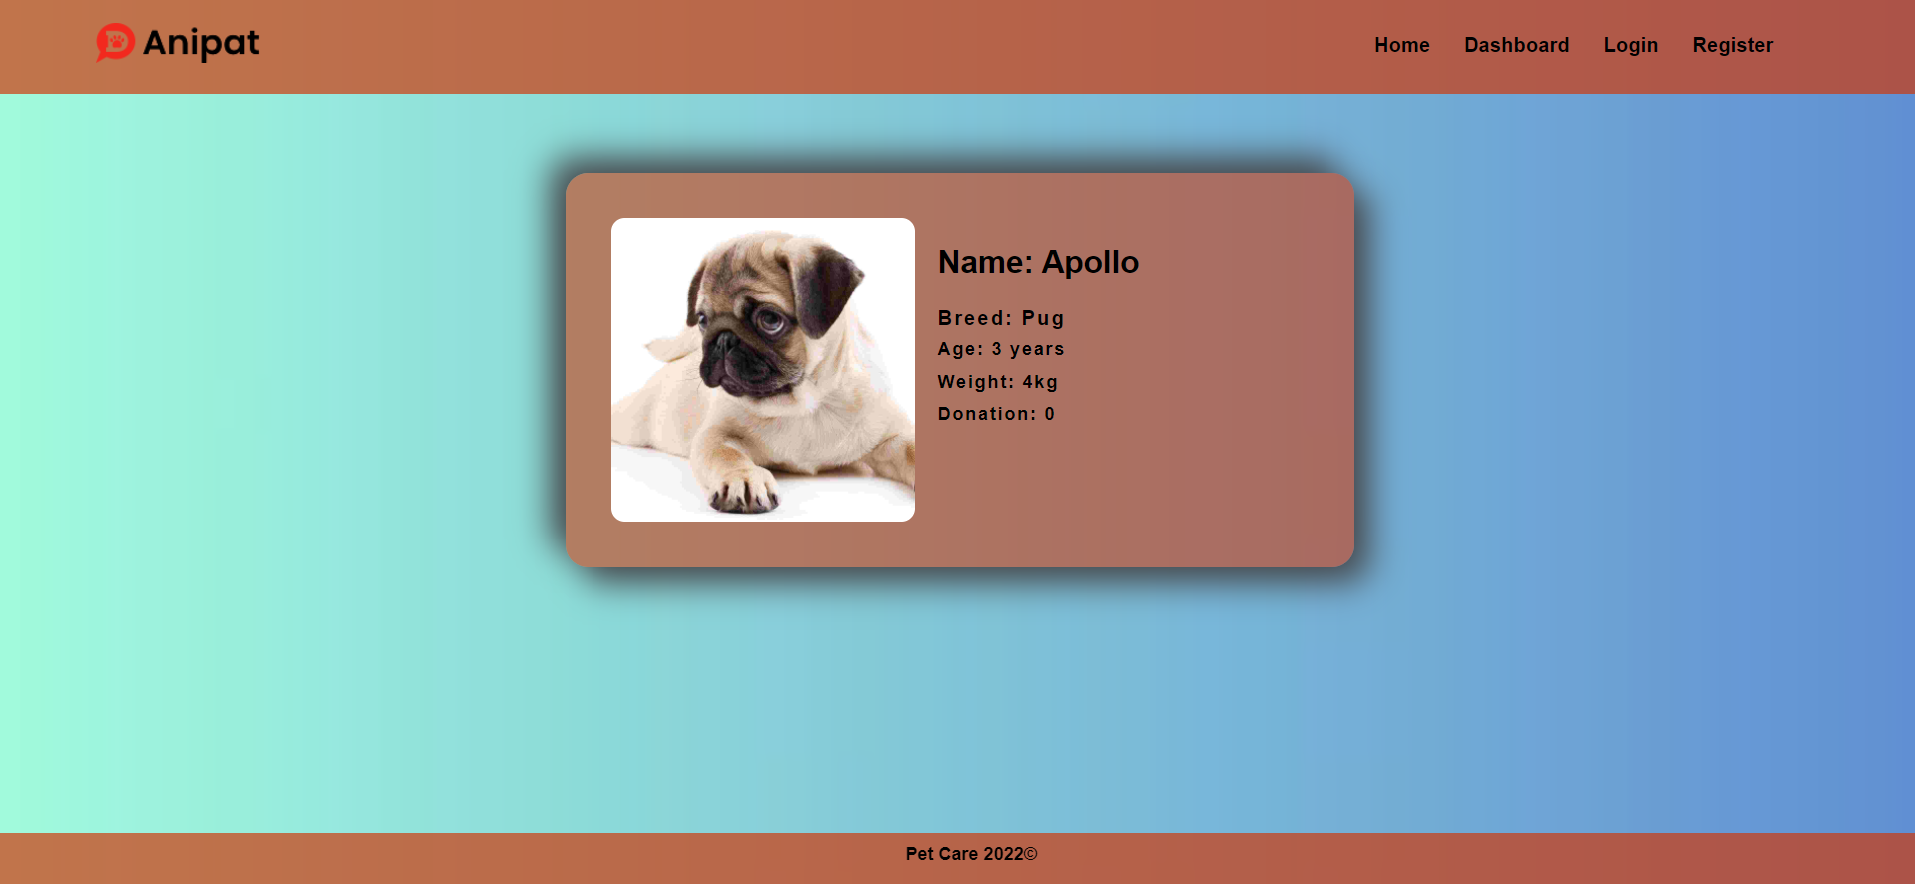 Anipat
Home Dashboard Login Register
Name: Apollo
Breed: Pug
Age: 3 years
Weight: 4kg
Donation: 0
Pet Care 2022©